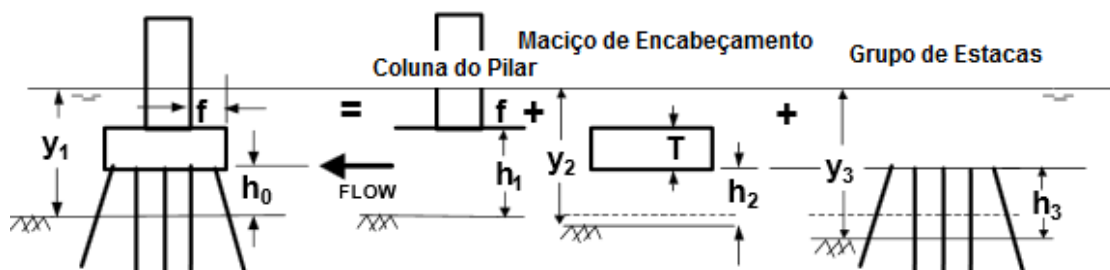 Maciço de Encabeçamento
Coluna do Pilar
Grupo de Estacas
f
=
f
+
+
y1
h0
FLOW
h1
y2
T
h2
y3
h3